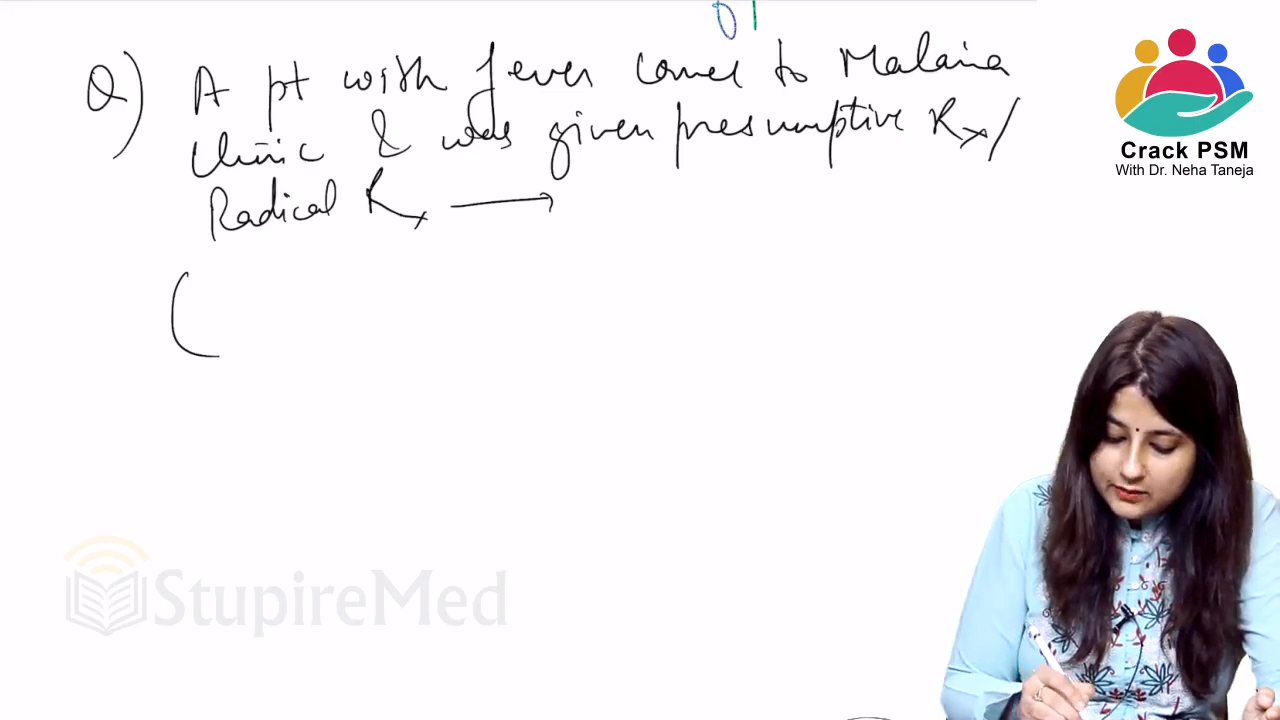 Q) A pt with fever comes to Malaria
clinic & was given presumptive Rx/
Radical Rx →
(
Crack PSM
With Dr. Neha Taneja
StupireMed